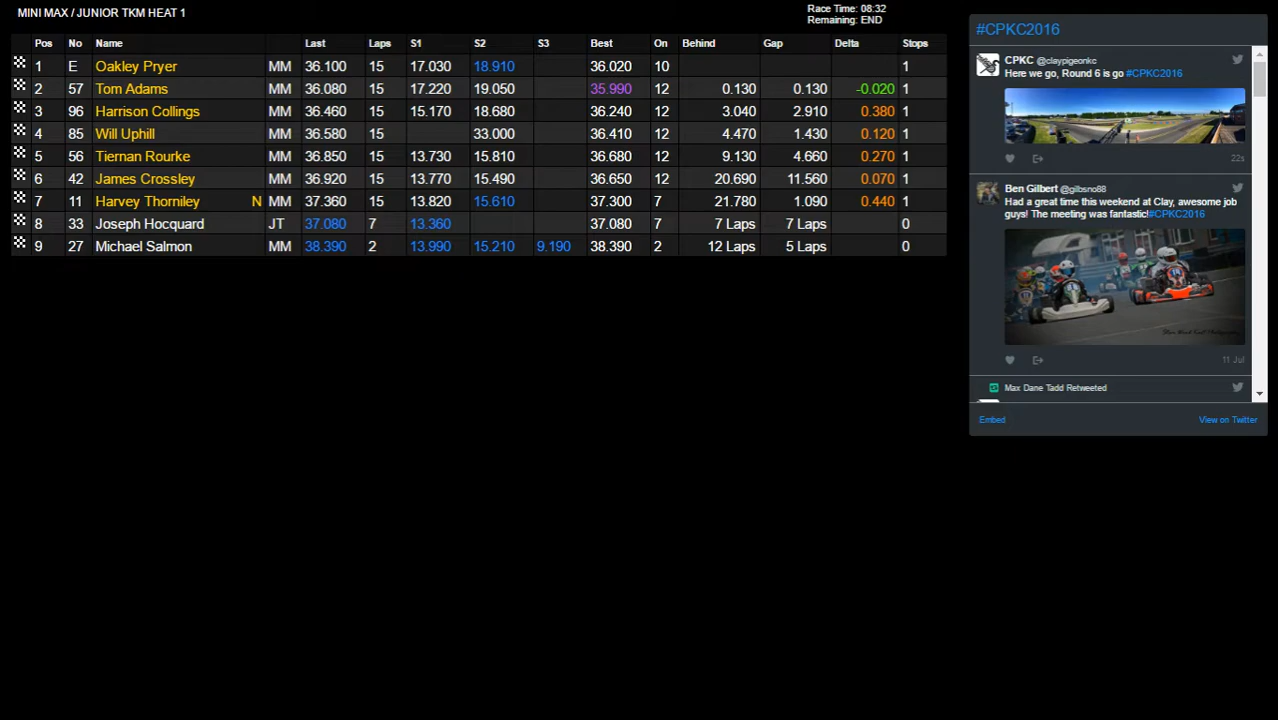 MINI MAX / JUNIOR TKM HEAT 1
Race Time: 08:32
Remaining: END
Pos No Name Last Laps S1 S2 S3 Best On Behind Gap Delta Stops
1 E Oakley Pryer MM 36.100 15 17.030 18.910 36.020 10 1
2 57 Tom Adams MM 36.080 15 17.220 19.050 35.990 12 0.130 0.130 -0.020 1
3 96 Harrison Collings MM 36.460 15 15.170 18.680 36.240 12 3.040 2.910 0.380 1
4 85 Will Uphill MM 36.580 15 33.000 36.410 12 4.470 1.430 0.120 1
5 56 Tiernan Rourke MM 36.850 15 13.730 15.810 36.680 12 9.130 4.660 0.270 1
6 42 James Crossley MM 36.920 15 13.770 15.490 36.650 12 20.690 11.560 0.070 1
7 11 Harvey Thorniley N MM 37.360 15 13.820 15.610 37.300 7 21.780 1.090 0.440 1
8 33 Joseph Hocquard JT 37.080 7 13.360 37.080 7 7 Laps 7 Laps 0
9 27 Michael Salmon MM 38.390 2 13.990 15.210 9.190 38.390 2 12 Laps 5 Laps 0
#CPKC2016
CPKC @claypigeonkc
Here we go, Round 6 is go #CPKC2016
22s
Ben Gilbert @gilbsno88
Had a great time this weekend at Clay, awesome job
guys! The meeting was fantastic!#CPKC2016
11 Jul
Max Dane Tadd Retweeted
Embed
View on Twitter